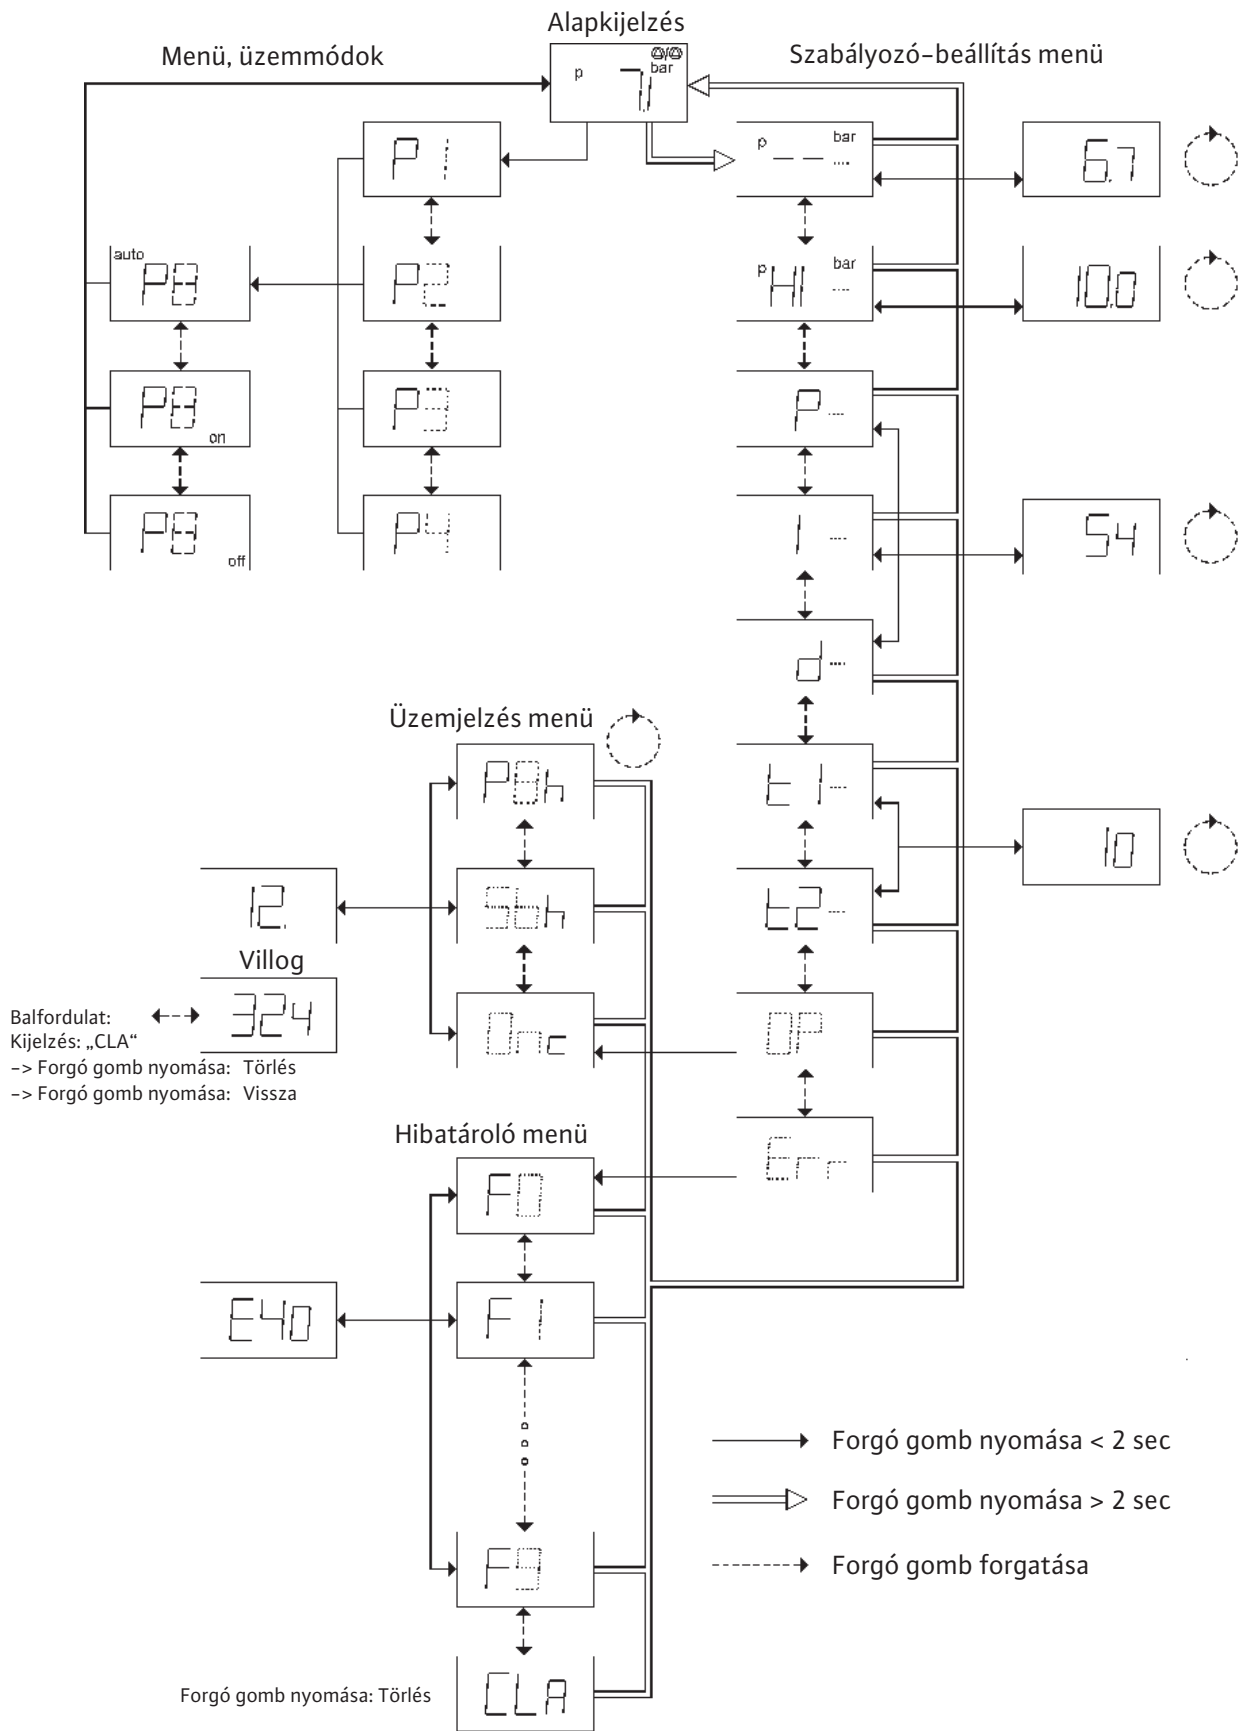 Alapkijelzés
Menü, üzemmódok
Szabályozó-beállítás menü
p bar
P 1
p -- bar
6.7
auto
P8
P2
p HI bar
10.0
P8 on
P3
P-
P8 off
P4
I
54
d
Üzemjelzés menü
P8h
t1
10
12.
Sbh
t2
Villog
324
Balfordulat:
Kijelzés: „CLA“
–> Forgó gomb nyomása: Törlés
–> Forgó gomb nyomása: Vissza
Onc
OP
Hibatároló menü
F0
Err
E40
F1
Forgó gomb nyomása < 2 sec
Forgó gomb nyomása > 2 sec
Forgó gomb forgatása
F9
Forgó gomb nyomása: Törlés
CLA